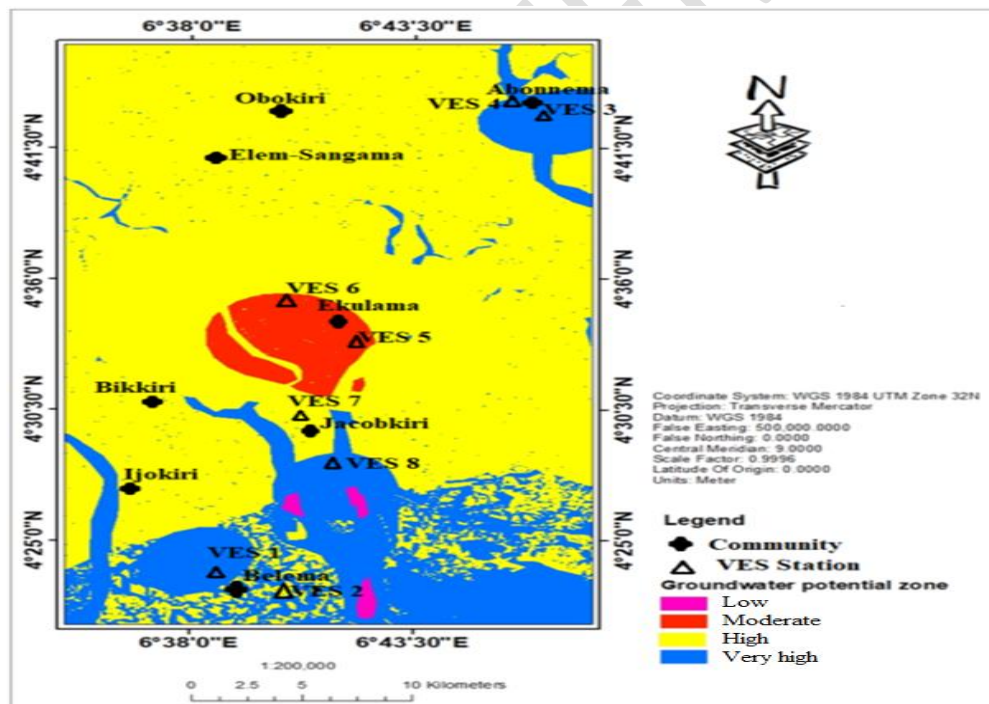 6°38'0"E 6°43'30"E
Obokiri
Abonnema
VES 4 VES 3
4°41'30"N 4°41'30"N
Elem-Sangama
N
4°36'0"N 4°36'0"N
VES 6
Ekulama
VES 5
Bikkiri
VES 7
4°30'30"N 4°30'30"N
Jacobkiri
VES 8
Ijokiri
4°25'0"N 4°25'0"N
VES 1
Belema
VES 2
6°38'0"E 6°43'30"E
1:200,000
0 2.5 5 10 Kilometers
Coordinate System: WGS 1984 UTM Zone 32N
Projection: Transverse Mercator
Datum: WGS 1984
False Easting: 500,000.0000
False Northing: 0.0000
Central Meridian: 9.0000
Scale Factor: 0.9996
Latitude Of Origin: 0.0000
Units: Meter
Legend
Community
VES Station
Groundwater potential zone
Low
Moderate
High
Very high